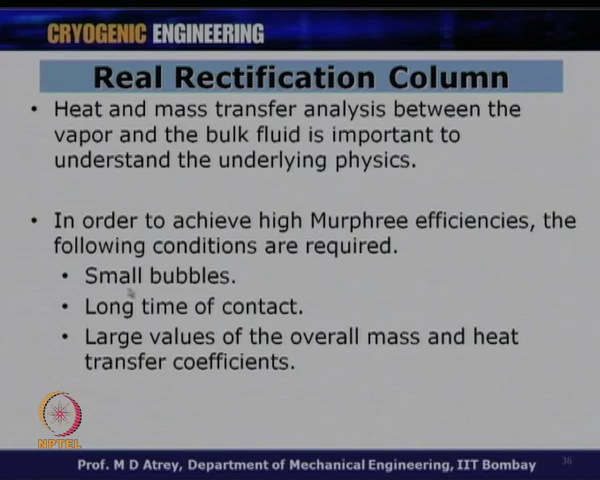 CRYOGENIC ENGINEERING
Real Rectification Column
• Heat and mass transfer analysis between the
vapor and the bulk fluid is important to
understand the underlying physics.
• In order to achieve high Murphree efficiencies, the
following conditions are required.
• Small bubbles.
• Long time of contact.
• Large values of the overall mass and heat
transfer coefficients.
NPTEL
Prof. M D Atrey, Department of Mechanical Engineering, IIT Bombay
36